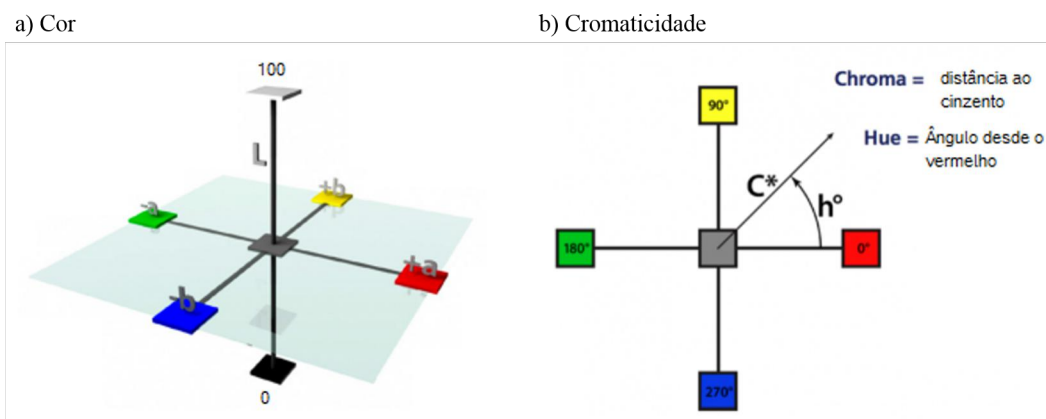 a) Cor
b) Cromaticidade
100
L
-a
+b
+a
-b
0
90°
180°
0°
270°
C*
h°
Chroma = distância ao
cinzento
Hue = Ângulo desde o
vermelho